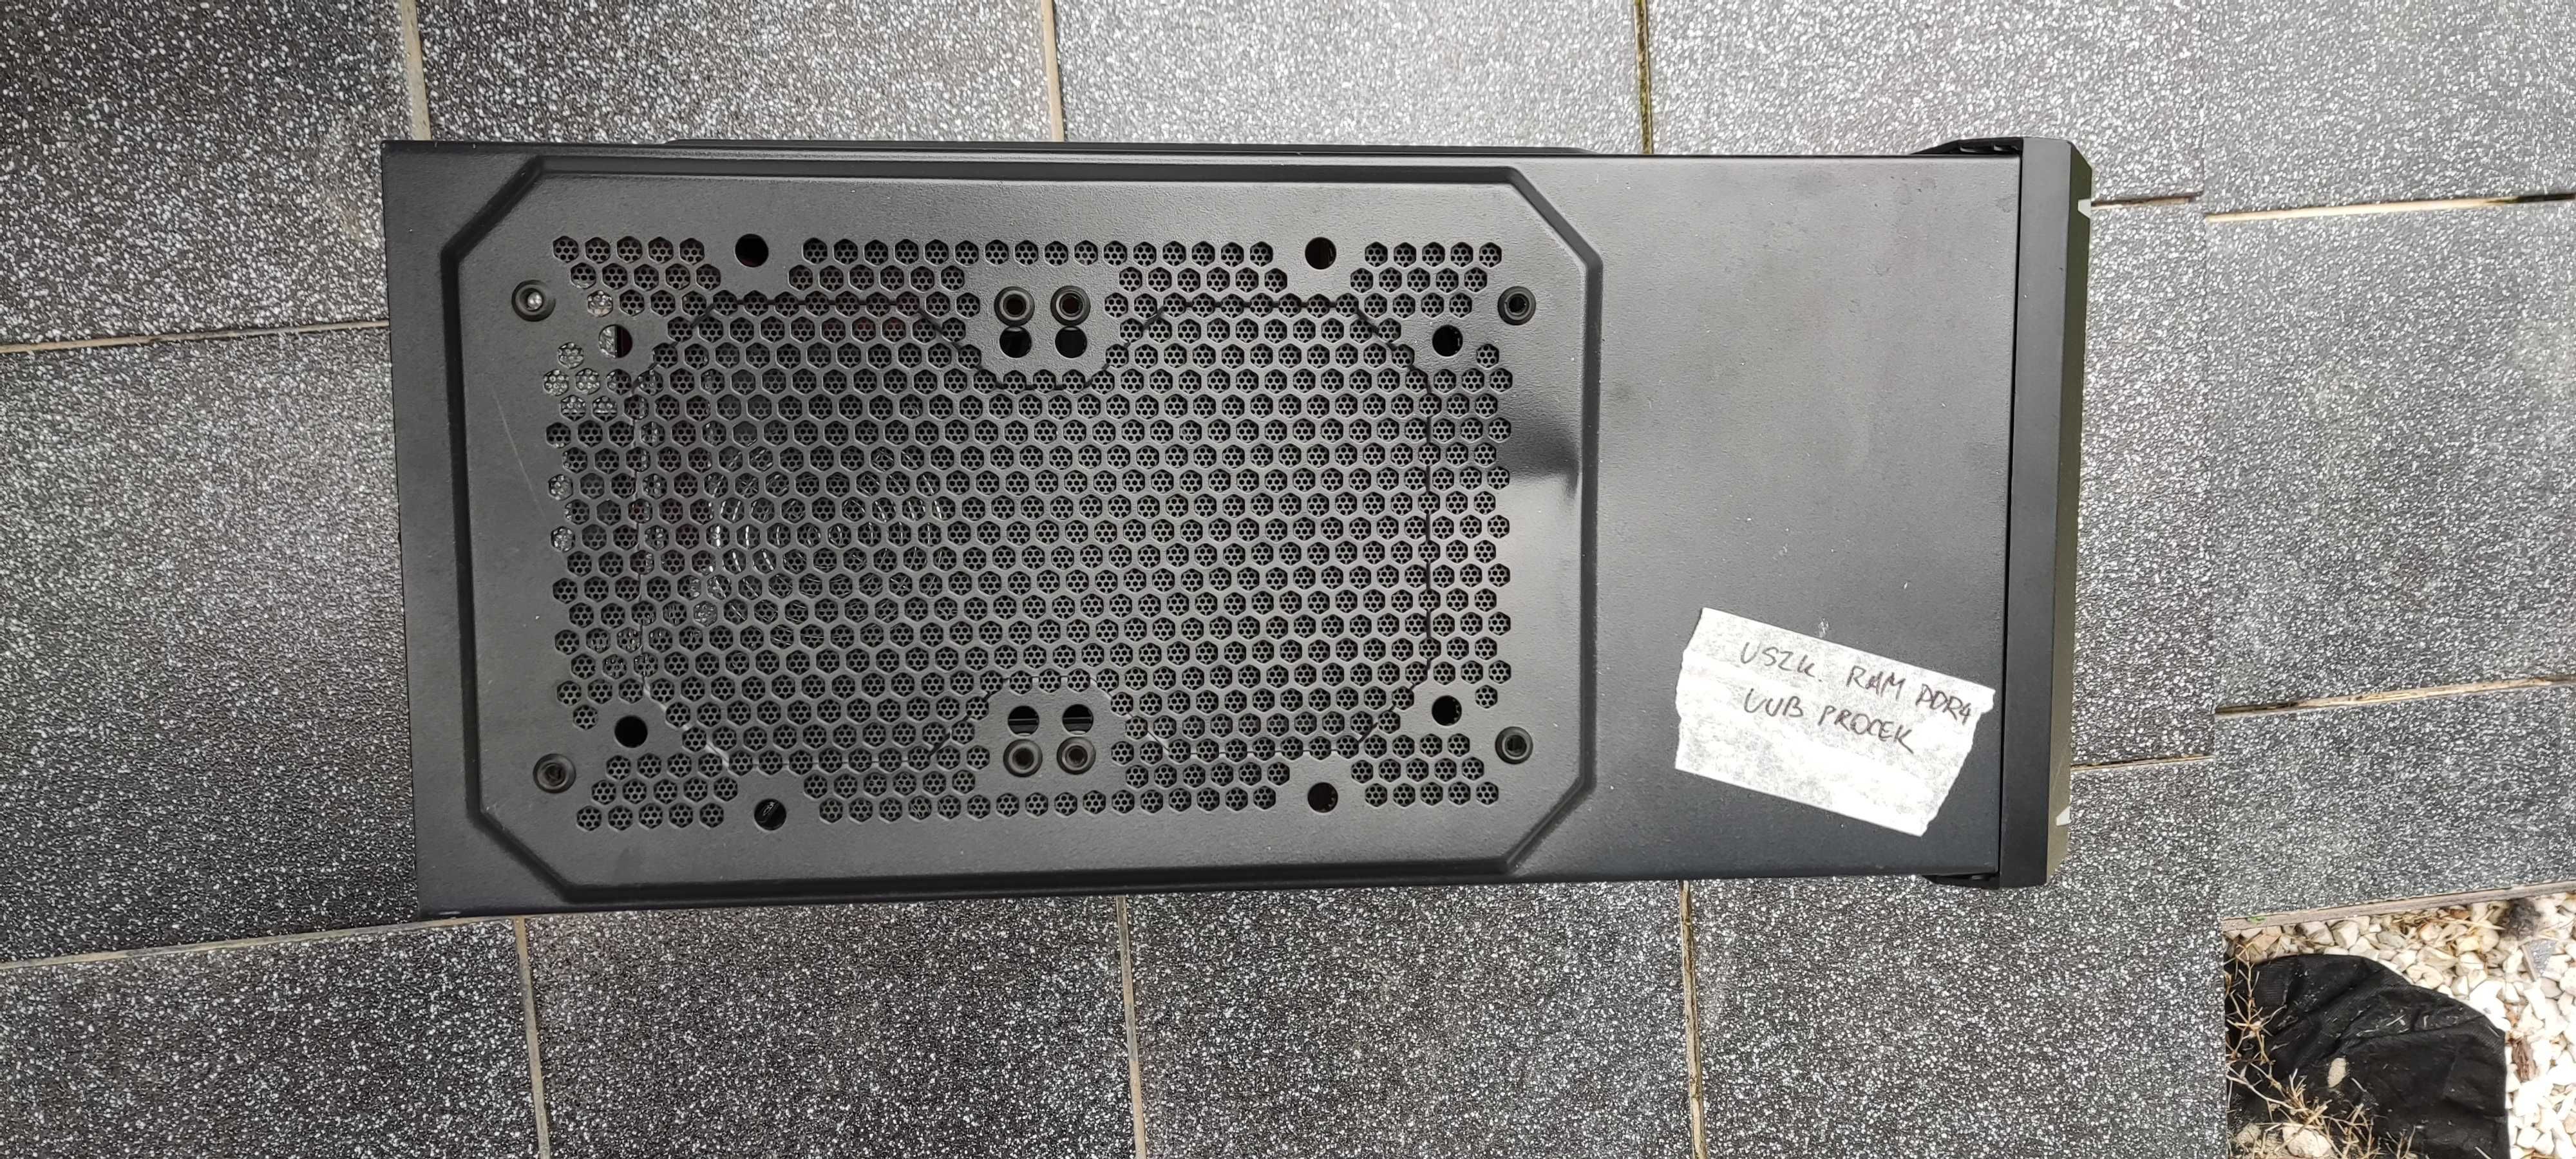 USZK. RAM DDR4
LUB PROCEK